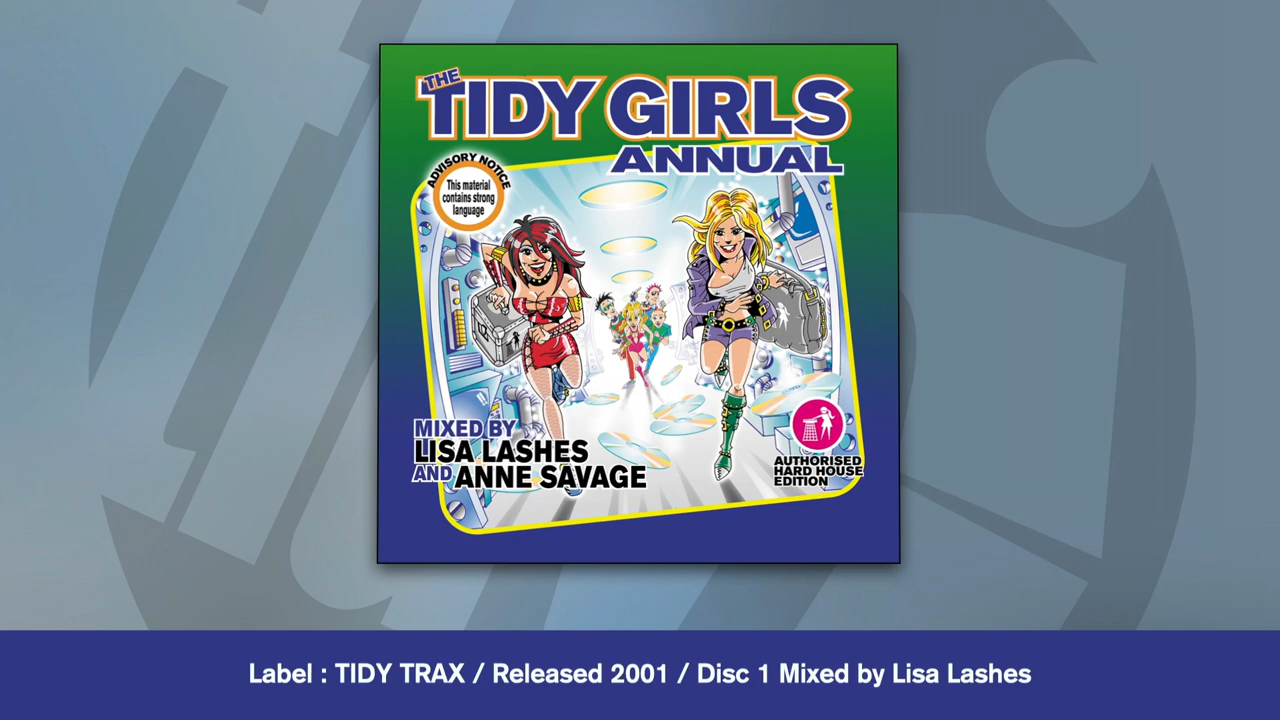 THE
TIDY GIRLS
ANNUAL
ADVISORY NOTICE
This material
contains strong
language
MIXED BY
LISA LASHES
AND ANNE SAVAGE
AUTHORISED
HARD HOUSE
EDITION
Label : TIDY TRAX / Released 2001 / Disc 1 Mixed by Lisa Lashes